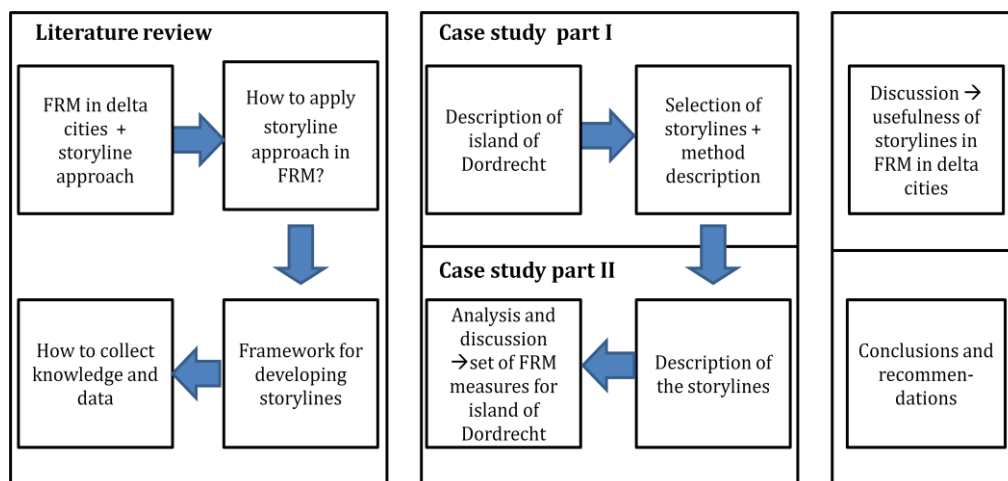 Literature review
FRM in delta
cities + 
storyline
approach
How to apply
storyline
approach in
FRM?
How to collect
knowledge and
data
Framework for
developing
storylines
Case study part I
Description of
island of
Dordrecht
Selection of
storylines +
method
description
Case study part II
Analysis and
discussion
→set of FRM
measures for
island of
Dordrecht
Description of
the storylines
Discussion →
usefulness of
storylines in
FRM in delta
cities
Conclusions and
recommen-
dations